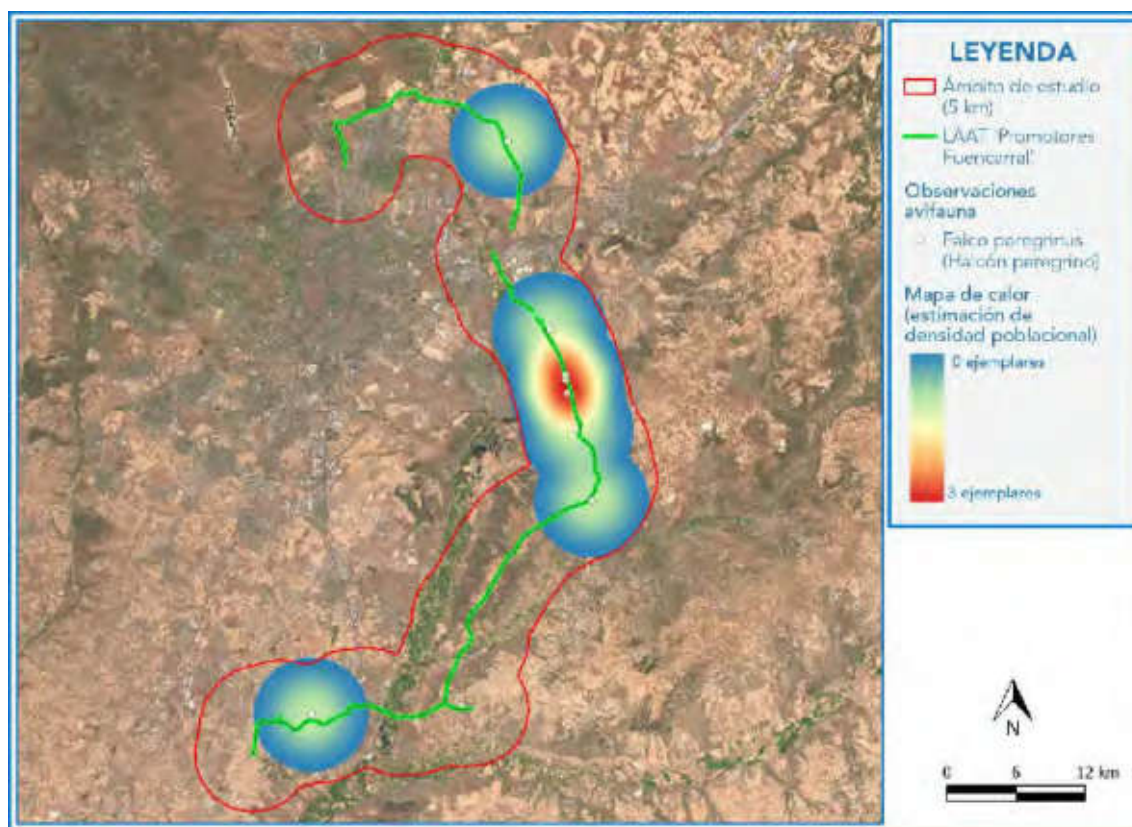 LEYENDA
Ámbito de estudio
(5 km)
LAAT 'Promotores
Fuencarral'
Observaciones
avifauna
Falco peregrinus
(Halcón peregrino)
Mapa de calor
(estimación de
densidad poblacional)
0 ejemplares
3 ejemplares
N
0 6 12 km